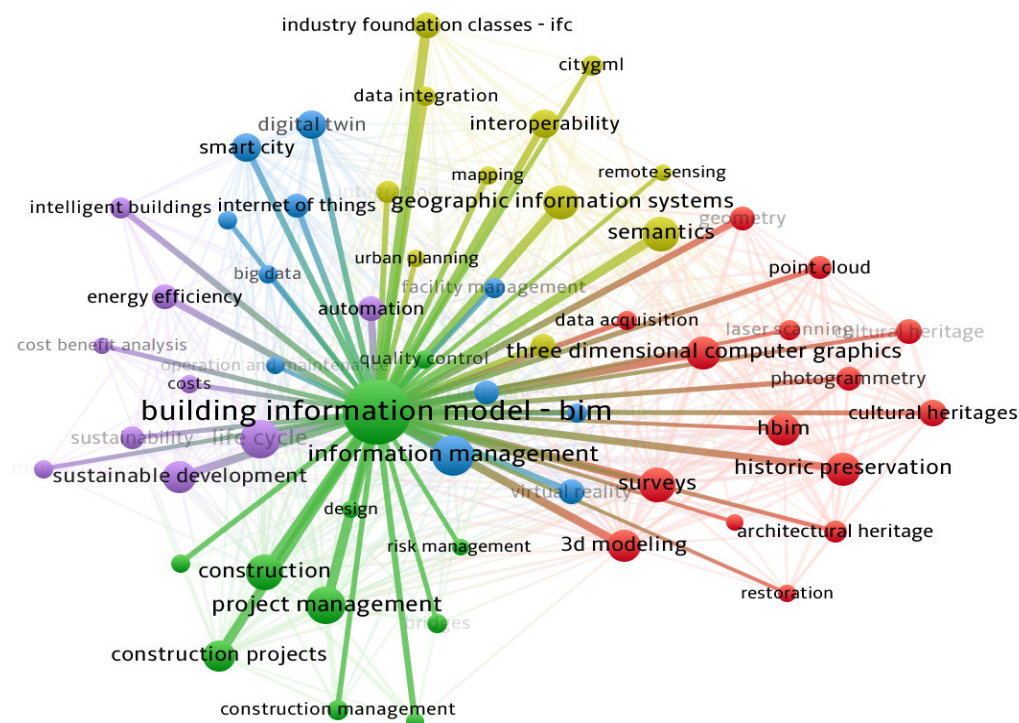 industry foundation classes - ifc
citygml
data integration
digital twin
interoperability
smart city
mapping
remote sensing
integration
geographic information systems
intelligent buildings
internet of things
geometry
semantics
urban planning
point cloud
big data
facility management
energy efficiency
automation
data acquisition
laser scanning
cultural heritage
cost benefit analysis
three dimensional computer graphics
quality control
operation and maintenance
photogrammetry
costs
building information model - bim
cultural heritages
hbim
sustainability
life cycle
information management
historic preservation
sustainable development
surveys
virtual reality
design
architectural heritage
risk management
3d modeling
construction
restoration
project management
bridges
construction projects
construction management